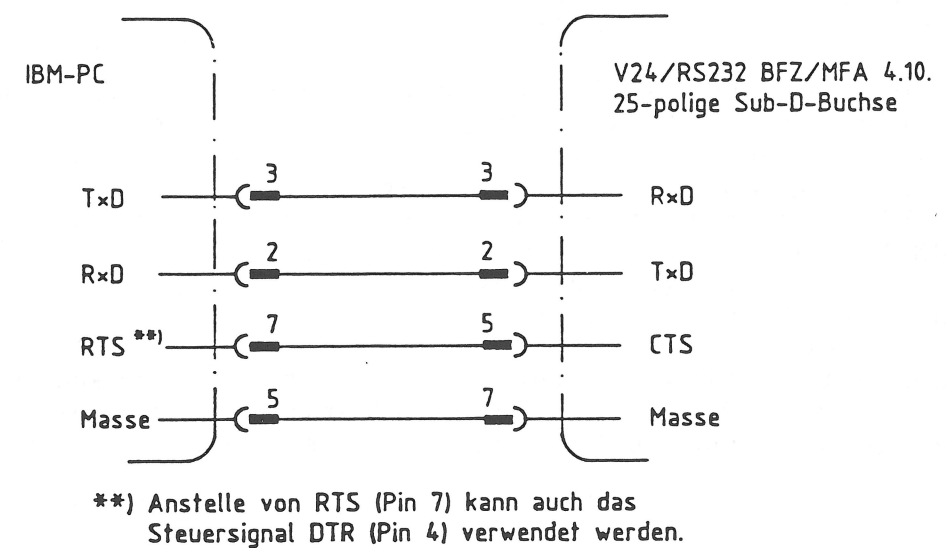 IBM-PC
V24/RS232 BFZ/MFA 4.10.
25-polige Sub-D-Buchse
TxD 3 3 RxD
RxD 2 2 TxD
RTS **) 7 5 CTS
Masse 5 7 Masse
**) Anstelle von RTS (Pin 7) kann auch das
Steuersignal DTR (Pin 4) verwendet werden.